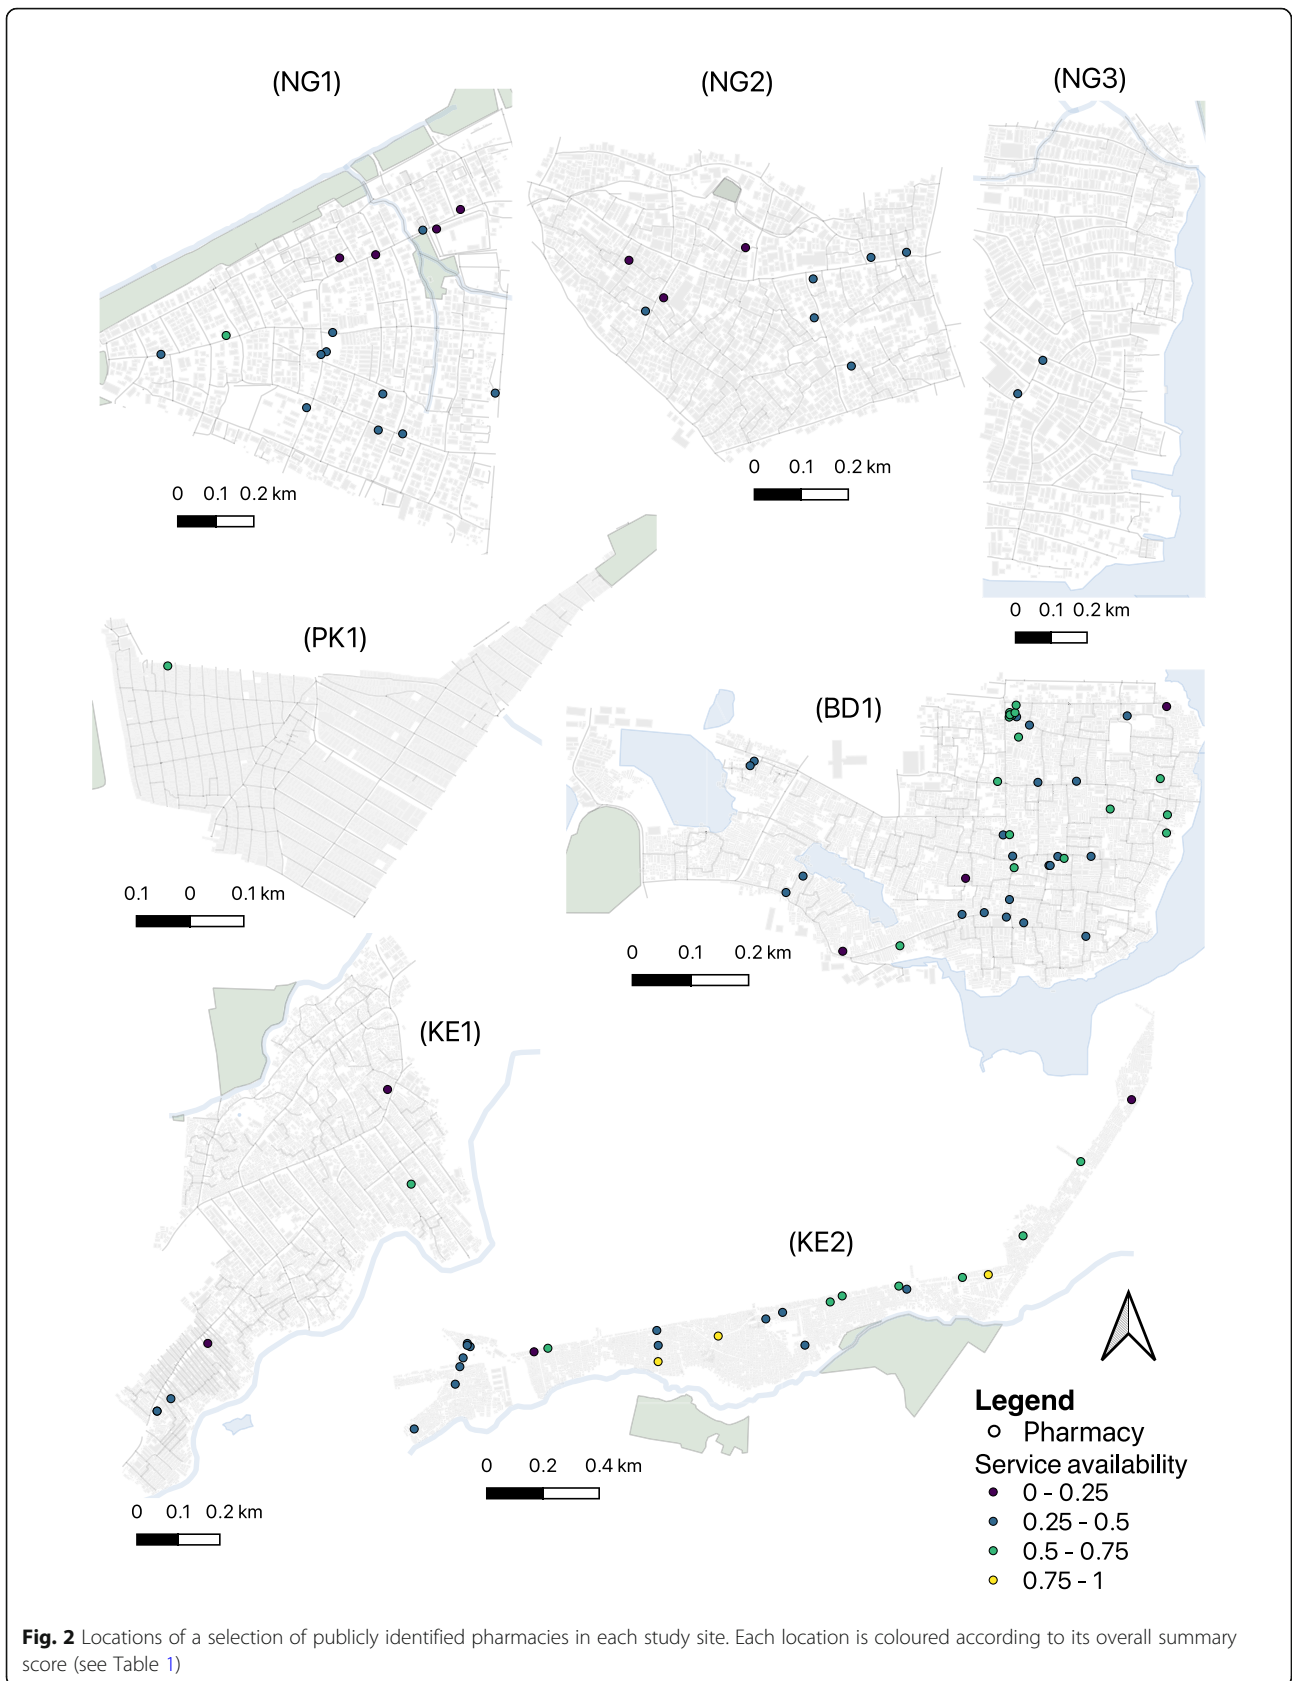 (NG1)
(NG2)
(NG3)
0 0.1 0.2 km
0 0.1 0.2 km
0 0.1 0.2 km
(PK1)
(BD1)
0.1 0 0.1 km
0 0.1 0.2 km
(KE1)
(KE2)
0 0.2 0.4 km
0 0.1 0.2 km
Legend
Pharmacy
Service availability
0 - 0.25
0.25 - 0.5
0.5 - 0.75
0.75 - 1
Fig. 2 Locations of a selection of publicly identified pharmacies in each study site. Each location is coloured according to its overall summary
score (see Table 1)